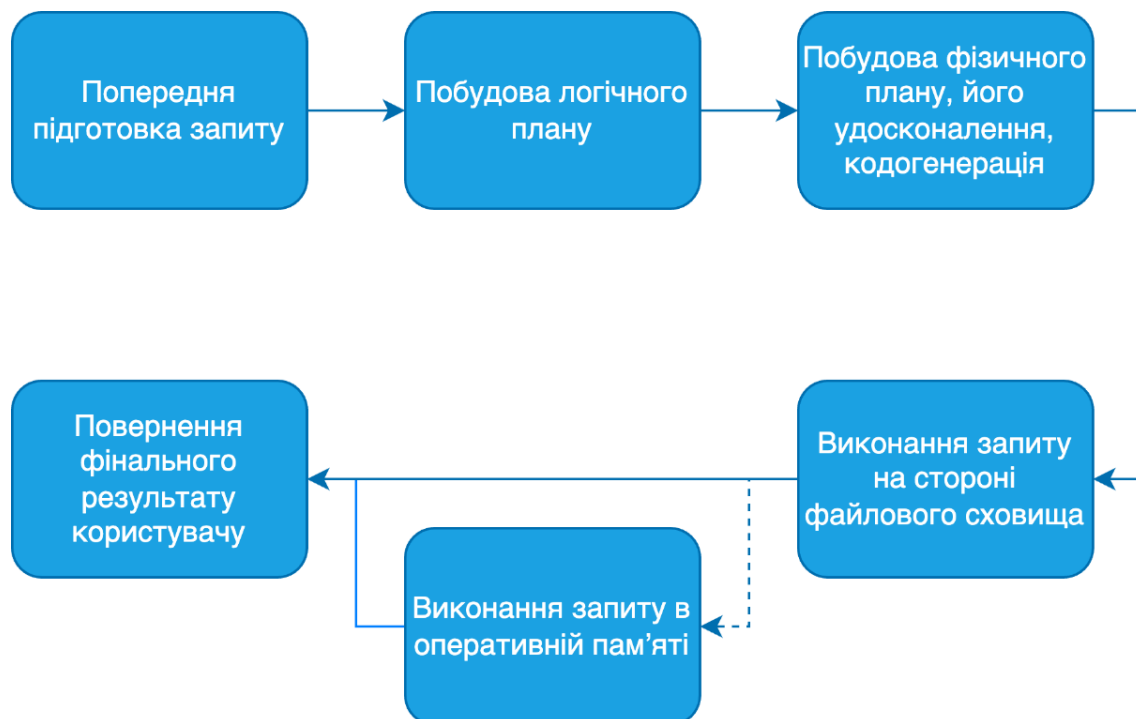 Попередня
підготовка запиту
Побудова логічного
плану
Побудова фізичного
плану, його
удосконалення,
кодогенерація
Повернення
фінального
результату
користувачу
Виконання запиту в
оперативній пам’яті
Виконання запиту
на стороні
файлового сховища